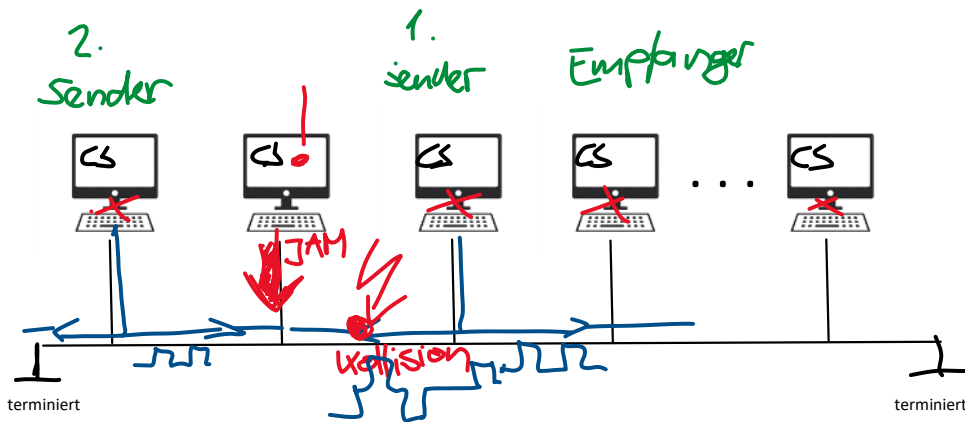 2.
Sender
1.
sender
Empfänger
CS
CS
CS
CS
CS
. . .
JAM
Kollision
terminiert
terminiert